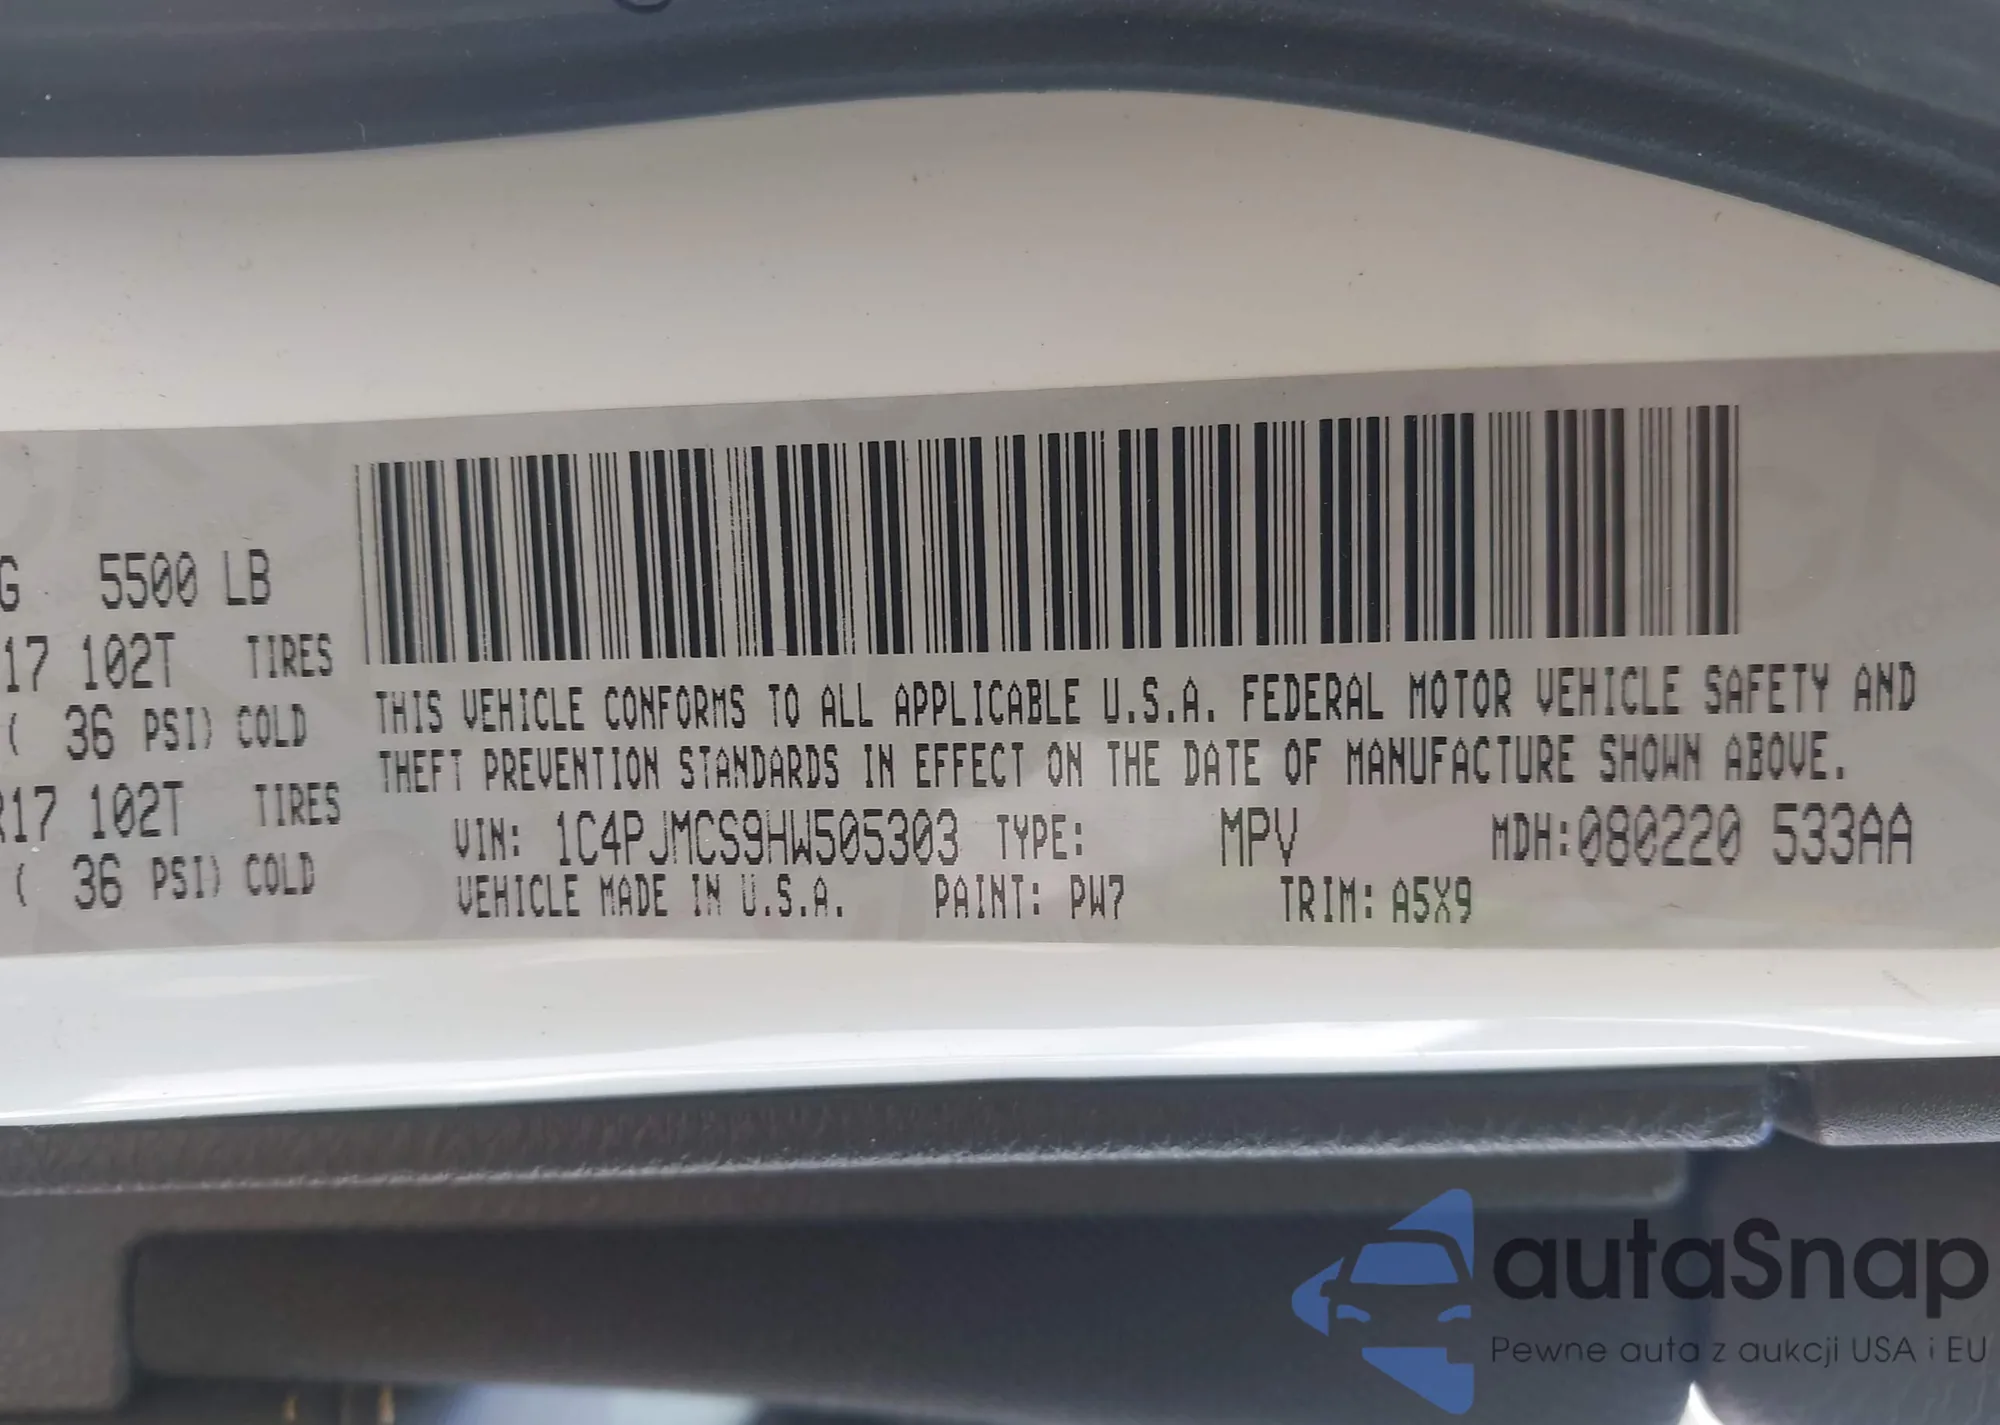 G 5500 LB
17 102T TIRES
( 36 PSI) COLD
R17 102T TIRES
( 36 PSI) COLD
THIS VEHICLE CONFORMS TO ALL APPLICABLE U.S.A. FEDERAL MOTOR VEHICLE SAFETY AND
THEFT PREVENTION STANDARDS IN EFFECT ON THE DATE OF MANUFACTURE SHOWN ABOVE.
VIN: 1C4PJMCS9HW505303 TYPE: MPV MDH:080220 533AA
VEHICLE MADE IN U.S.A. PAINT: PW7 TRIM: A5X9
autaSnap
Pewne auta z aukcji USA i EU